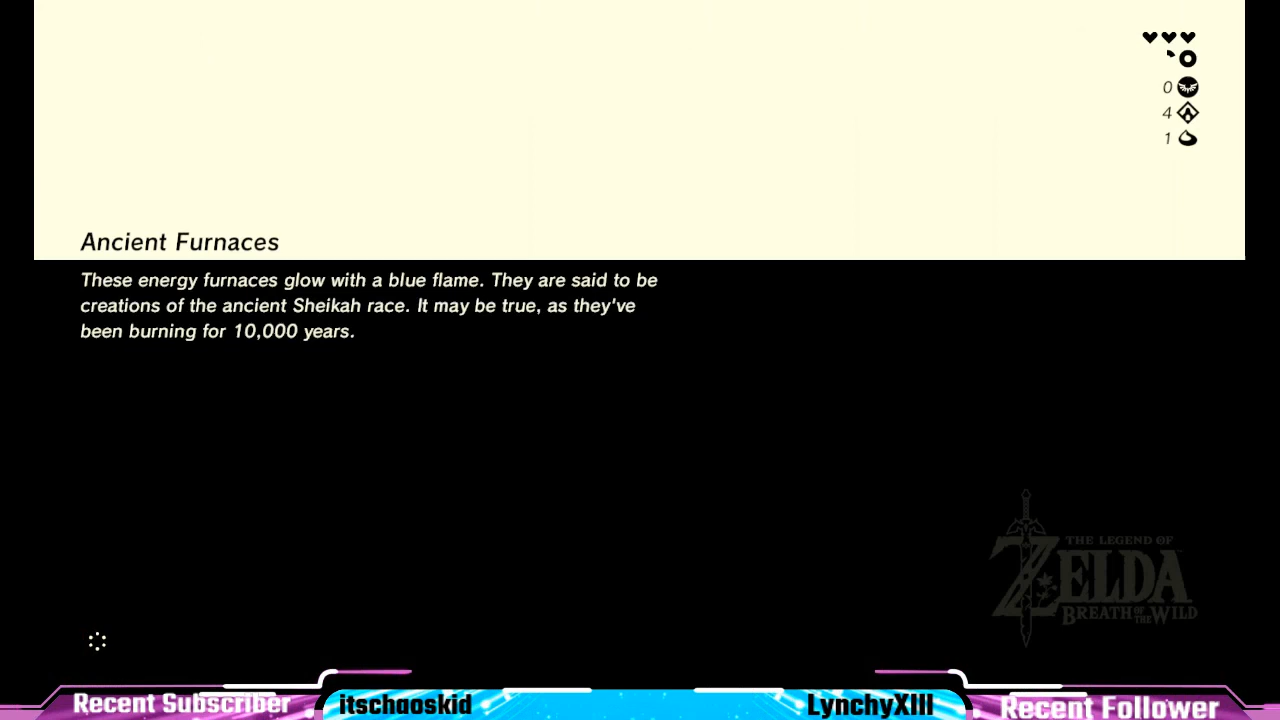 0
4
1
Ancient Furnaces
These energy furnaces glow with a blue flame. They are said to be
creations of the ancient Sheikah race. It may be true, as they've
been burning for 10,000 years.
THE LEGEND OF
ZELDA
BREATH OF THE WILD
Recent Subscriber
itschaoskid
LynchyXIII
Recent Follower